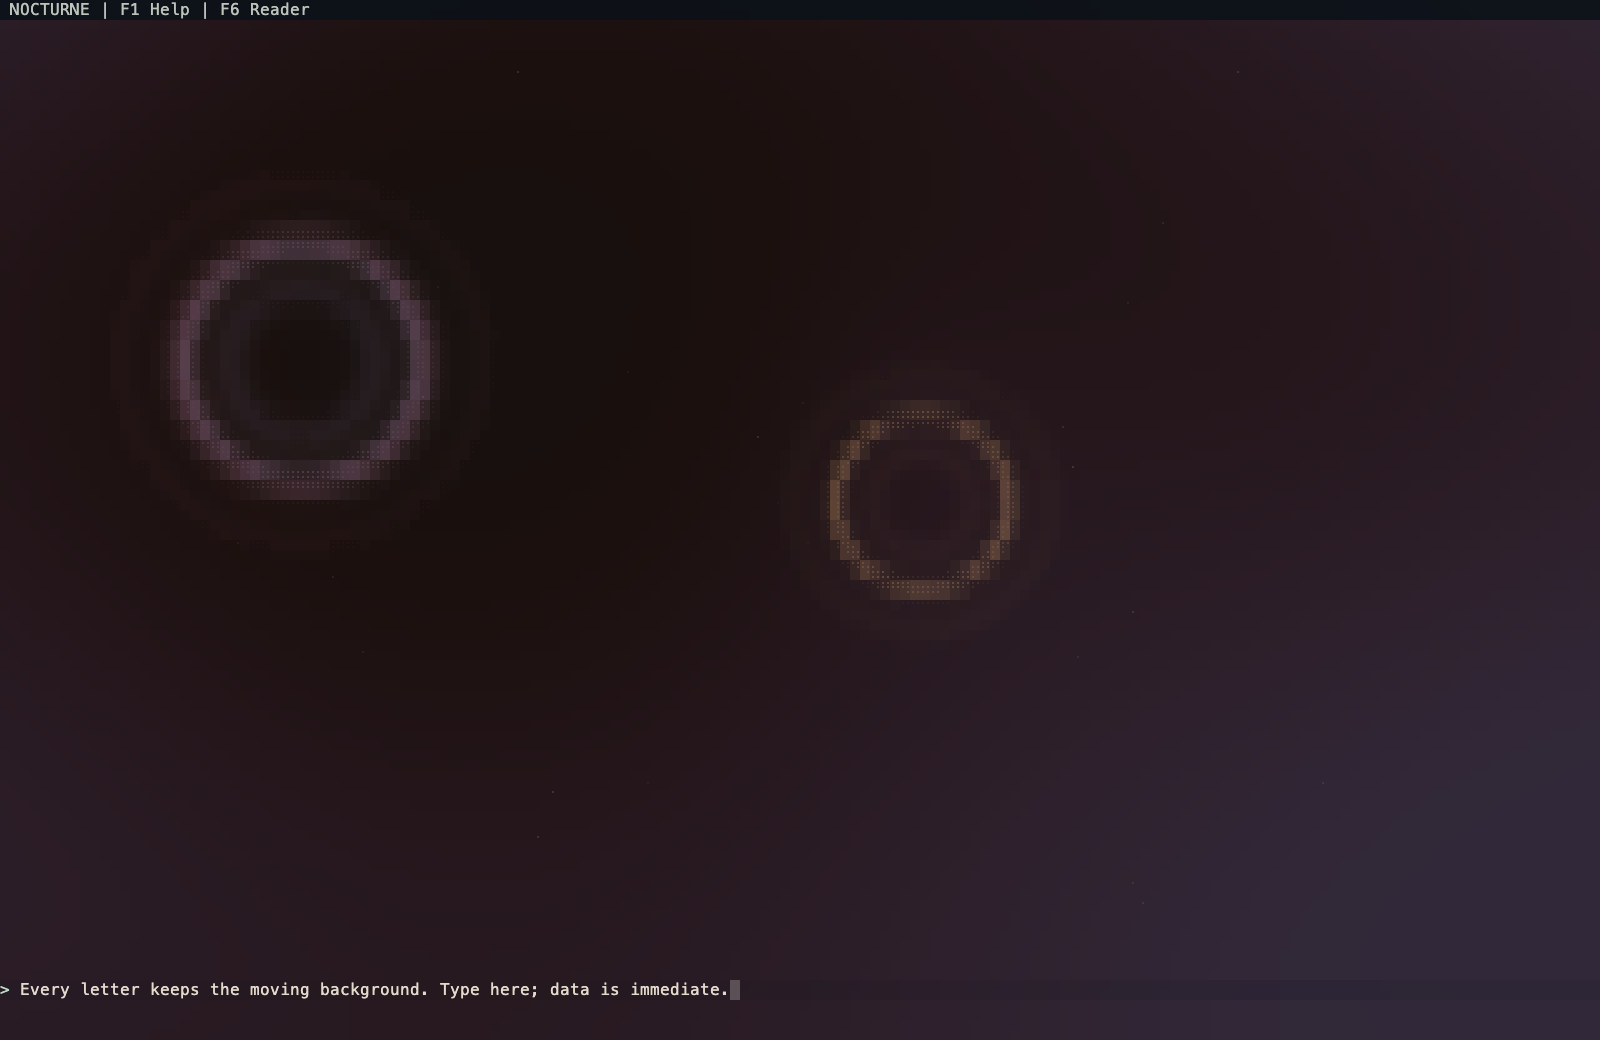 NOCTURNE | F1 Help | F6 Reader
> Every letter keeps the moving background. Type here; data is immediate.